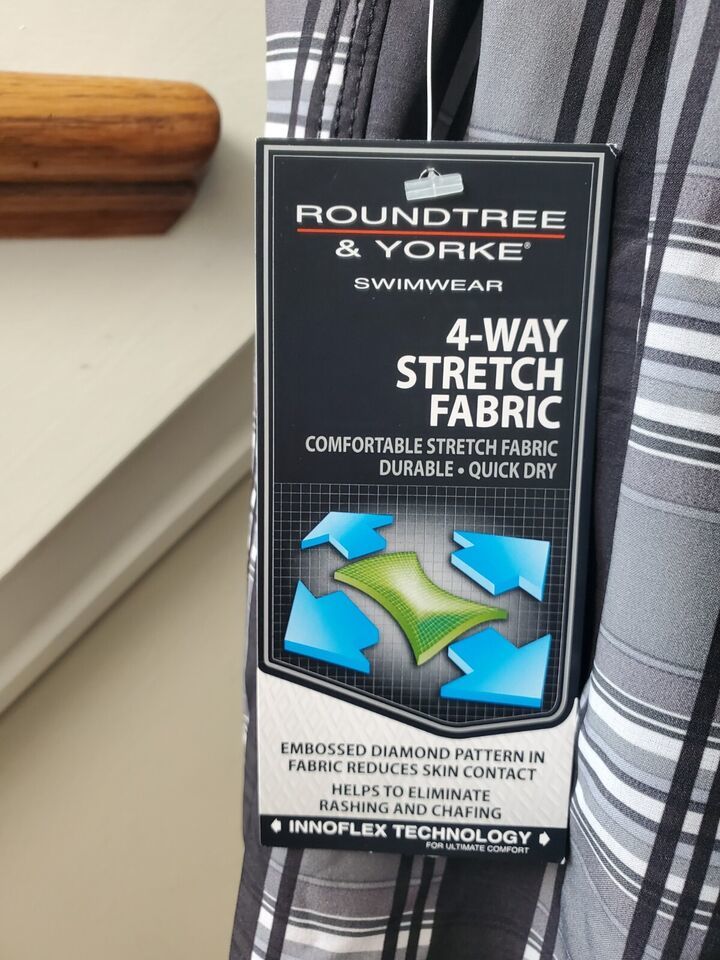 ROUNDTREE
& YORKE®
SWIMWEAR
4-WAY
STRETCH
FABRIC
COMFORTABLE STRETCH FABRIC
DURABLE • QUICK DRY
EMBOSSED DIAMOND PATTERN IN
FABRIC REDUCES SKIN CONTACT
HELPS TO ELIMINATE
RASHING AND CHAFING
INNOFLEX TECHNOLOGY
FOR ULTIMATE COMFORT